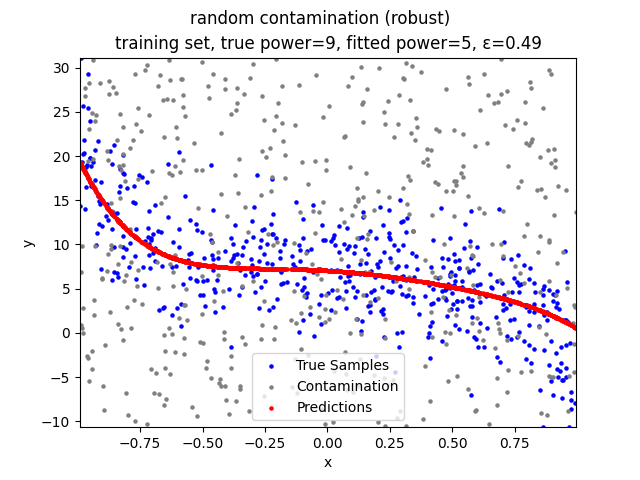 random contamination (robust)
training set, true power=9, fitted power=5, ε=0.49
30
25
20
15
10
5
0
−5
−10
y
−0.75
−0.50
−0.25
0.00
0.25
0.50
0.75
x
True Samples
Contamination
Predictions